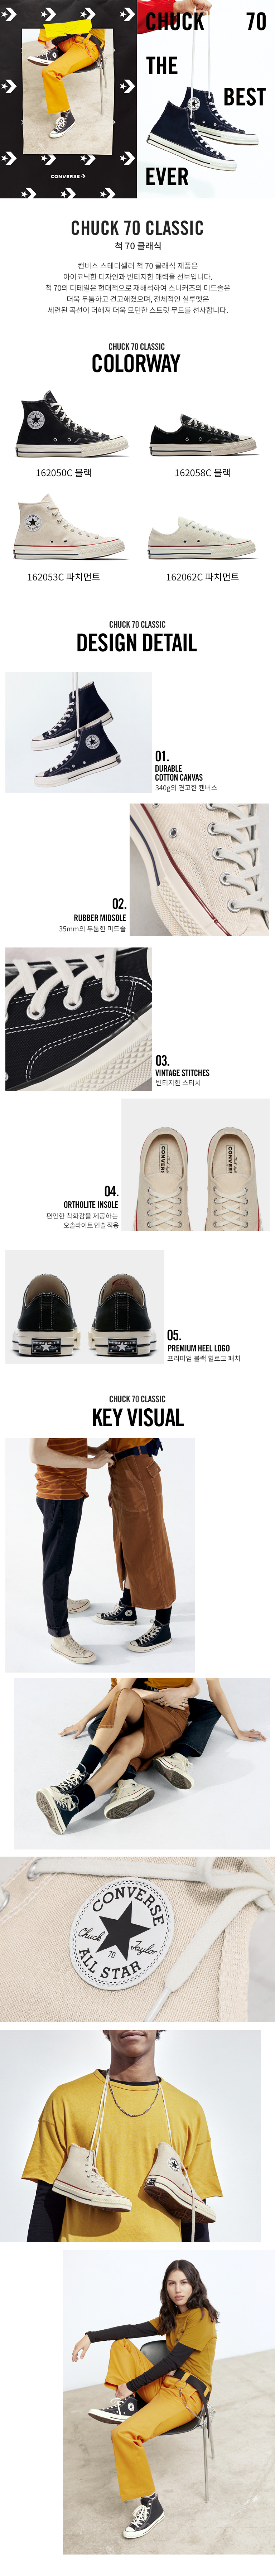 CHUCK 70
THE
BEST
EVER
CONVERSE
CHUCK 70 CLASSIC
척 70 클래식
컨버스 스테디셀러 척 70 클래식 제품은
아이코닉한 디자인과 빈티지한 매력을 선보입니다.
척 70의 디테일은 현대적으로 재해석하여 스니커즈의 미드솔은
더욱 두툼하고 견고해졌으며, 전체적인 실루엣은
세련된 곡선이 더해져 더욱 모던한 스트릿 무드를 선사합니다.
CHUCK 70 CLASSIC
COLORWAY
162050C 블랙
162058C 블랙
162053C 파치먼트
162062C 파치먼트
CHUCK 70 CLASSIC
DESIGN DETAIL
01.
DURABLE
COTTON CANVAS
340g의 견고한 캔버스
02.
RUBBER MIDSOLE
35mm의 두툼한 미드솔
03.
VINTAGE STITCHES
빈티지한 스티치
04.
ORTHOLITE INSOLE
편안한 착화감을 제공하는
오솔라이트 인솔 적용
05.
PREMIUM HEEL LOGO
프리미엄 블랙 힐로고 패치
CHUCK 70 CLASSIC
KEY VISUAL
CONVERSE
Chuck 70 Taylor
ALL STAR